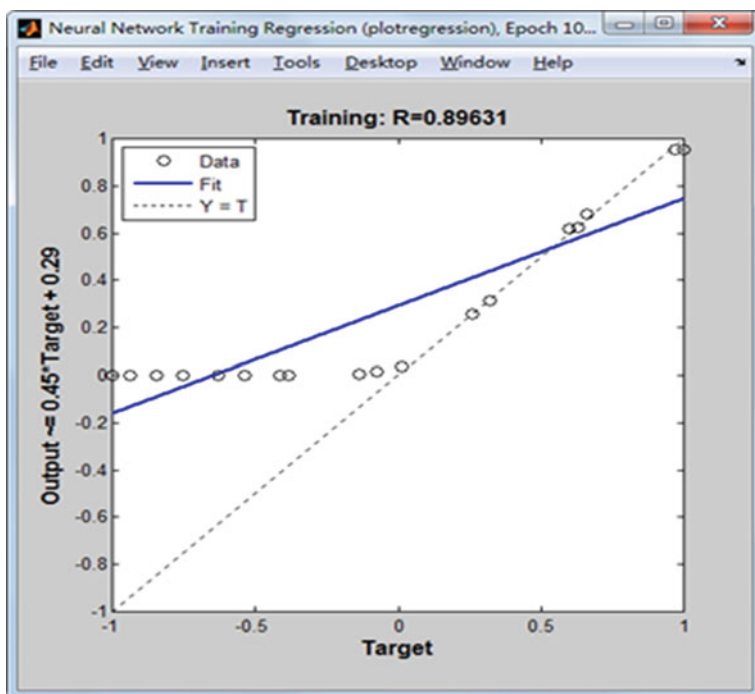 Neural Network Training Regression (plotregression), Epoch 10...
File Edit View Insert Tools Desktop Window Help
Training: R=0.89631
Data
Fit
Y = T
Output ~= 0.45*Target + 0.29
1
0.8
0.6
0.4
0.2
0
-0.2
-0.4
-0.6
-0.8
-1
-1 -0.5 0 0.5 1
Target